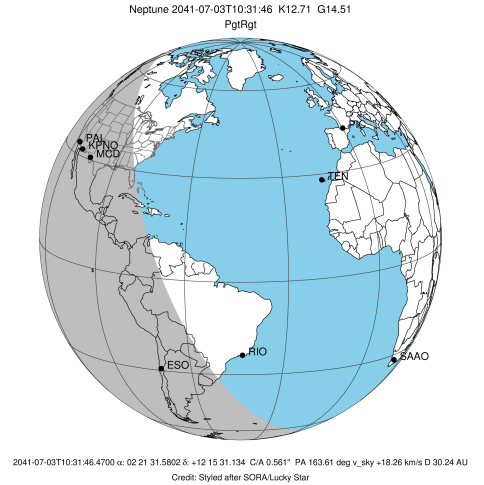 Neptune 2041-07-03T10:31:46 K12.71 G14.51
PgtRgt
PIC
PAL
KPNO
MCD
TEN
RIO
SAAO
ESO
2041-07-03T10:31:46.4700 α: 02 21 31.5802 δ: +12 15 31.134 C/A 0.561" PA 163.61 deg v_sky +18.26 km/s D 30.24 AU
Credit: Styled after SORA/Lucky Star